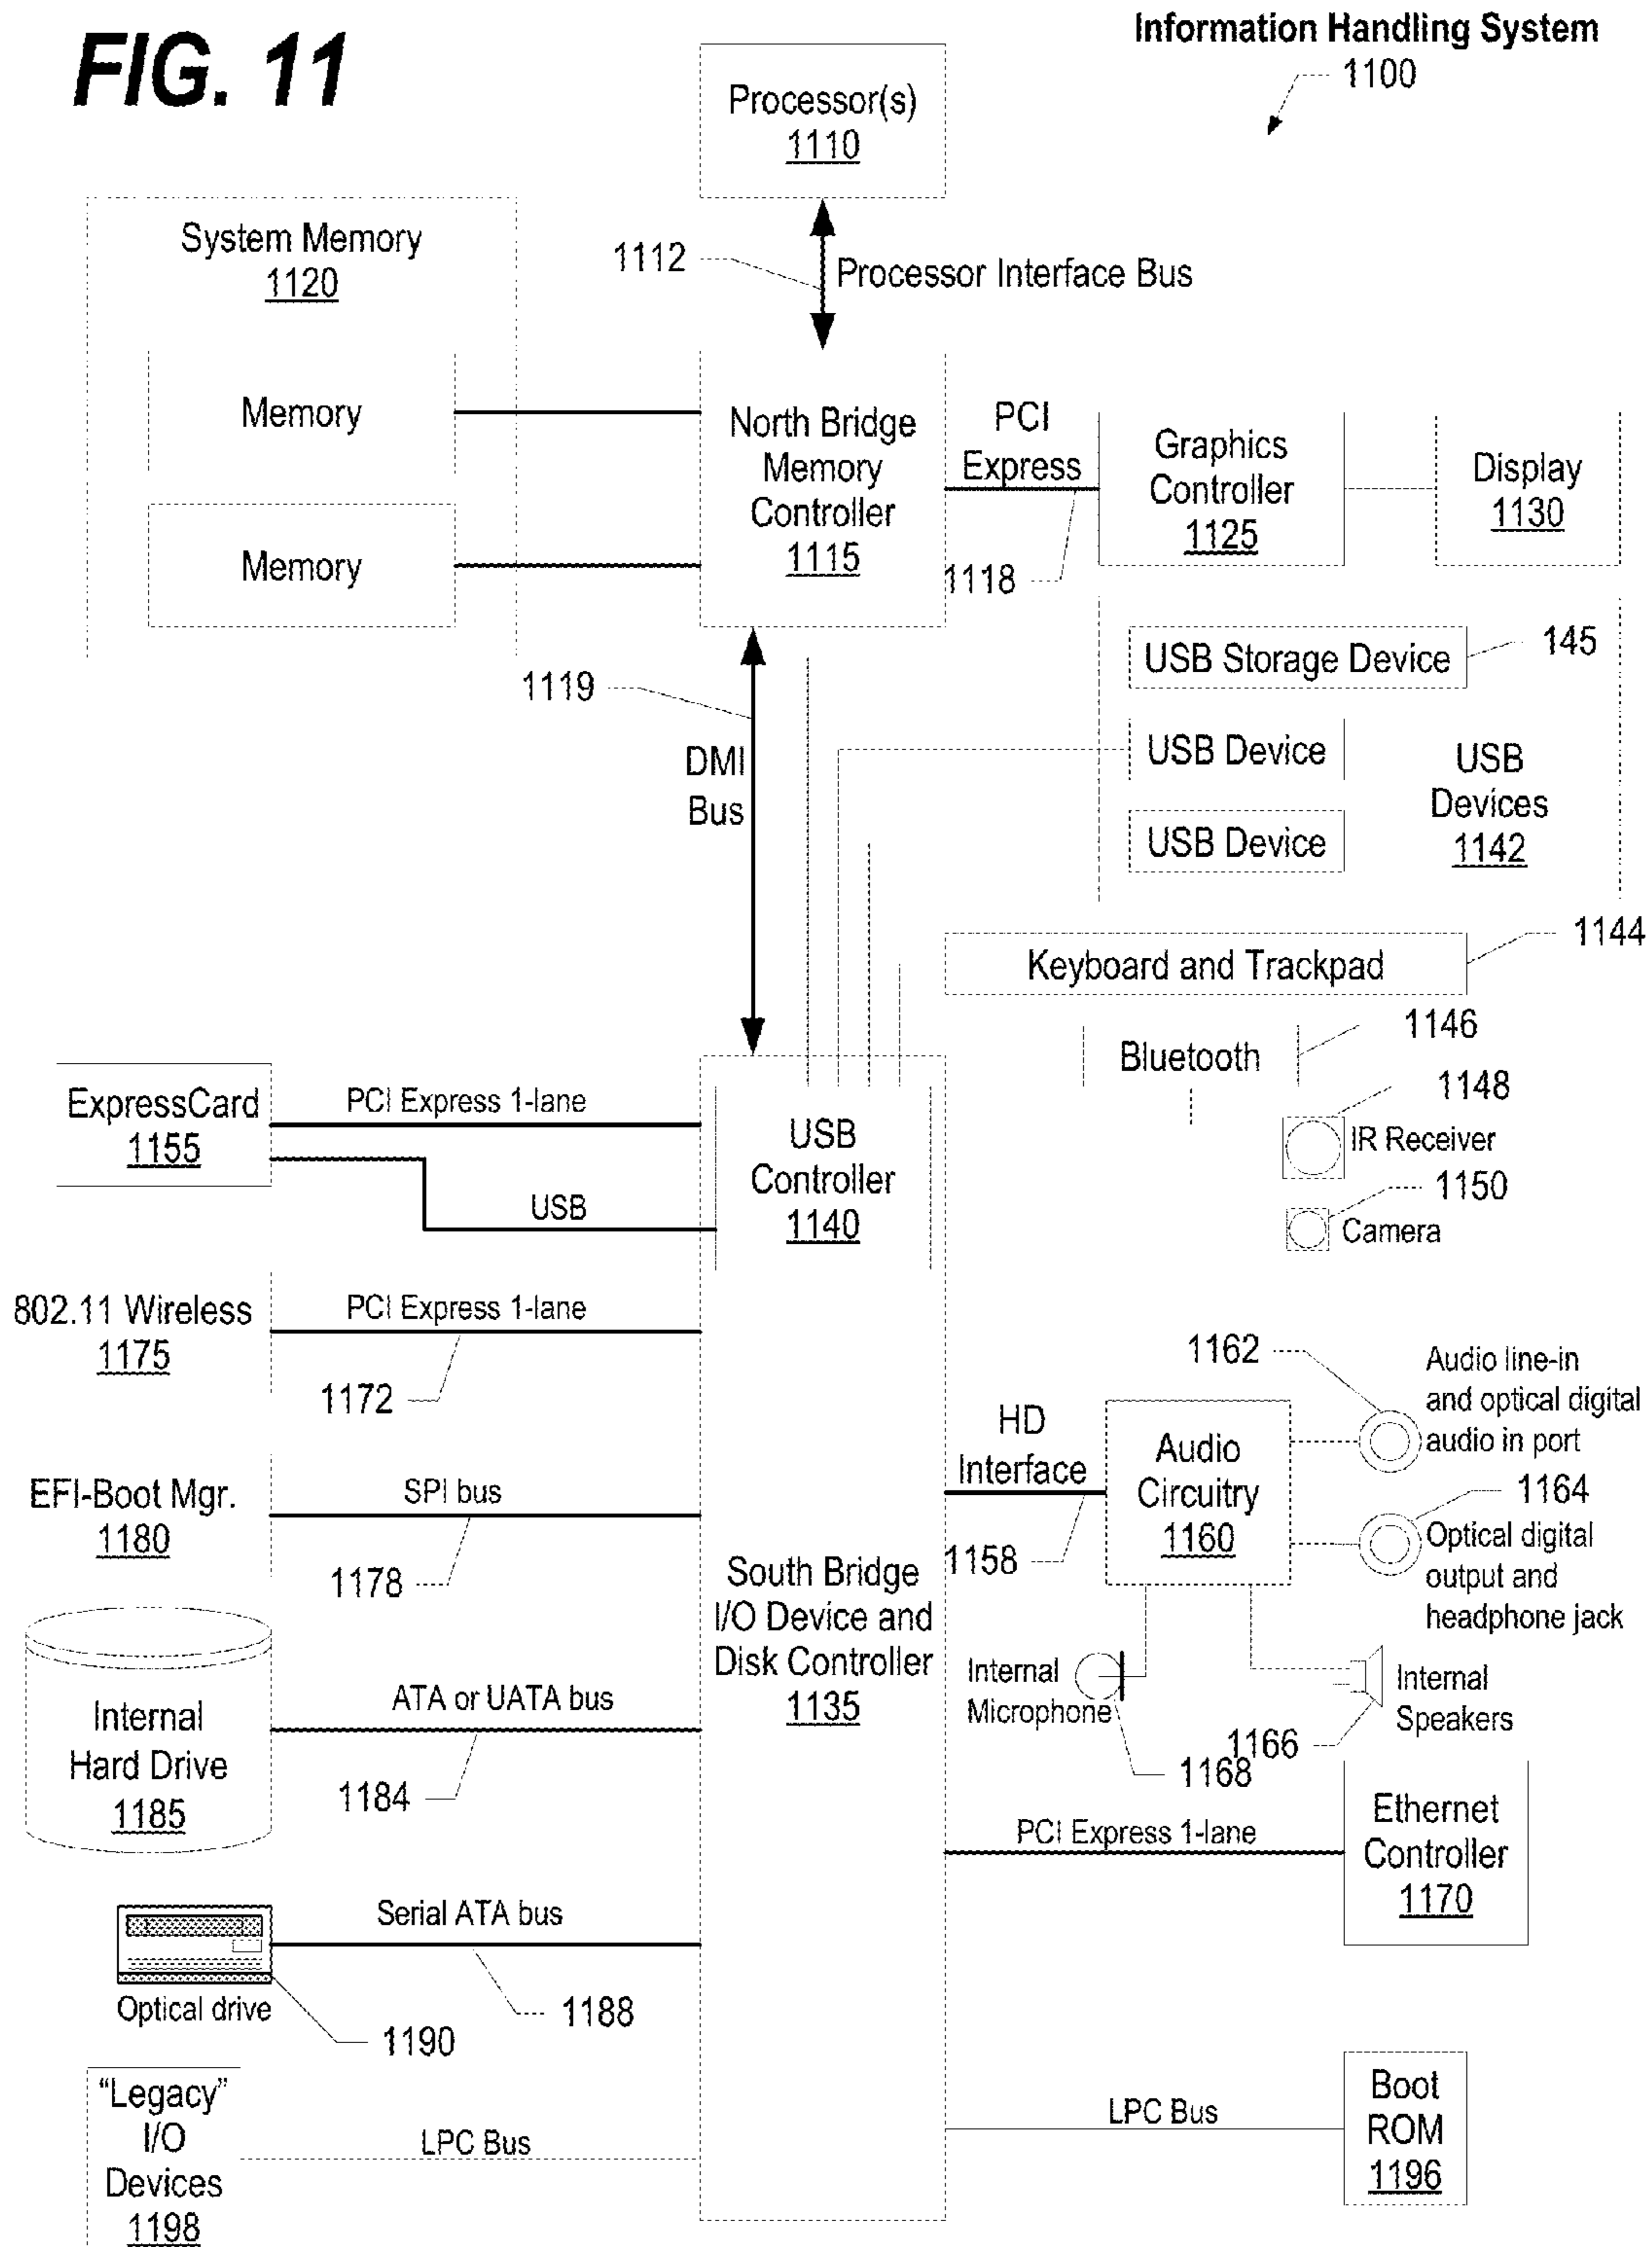 FIG. 11
Information Handling System
1100
Processor(s)
1110
System Memory
1120
1112
Processor Interface Bus
Memory
Memory
North Bridge
Memory
Controller
1115
PCI
Express
1118
Graphics
Controller
1125
Display
1130
USB Storage Device
145
USB Device
USB Device
USB
Devices
1142
1119
DMI
Bus
1144
Keyboard and Trackpad
1146
Bluetooth
1148
IR Receiver
1150
Camera
ExpressCard
1155
PCI Express 1-lane
USB
USB
Controller
1140
802.11 Wireless
1175
PCI Express 1-lane
1172
EFI-Boot Mgr.
1180
SPI bus
1178
HD
Interface
1158
Audio
Circuitry
1160
1162
Audio line-in
and optical digital
audio in port
1164
Optical digital
output and
headphone jack
South Bridge
I/O Device and
Disk Controller
1135
Internal
Microphone
1168
Internal
Speakers
1166
Internal
Hard Drive
1185
ATA or UATA bus
1184
PCI Express 1-lane
Ethernet
Controller
1170
Serial ATA bus
1188
Optical drive
1190
"Legacy"
I/O
Devices
1198
LPC Bus
LPC Bus
Boot
ROM
1196